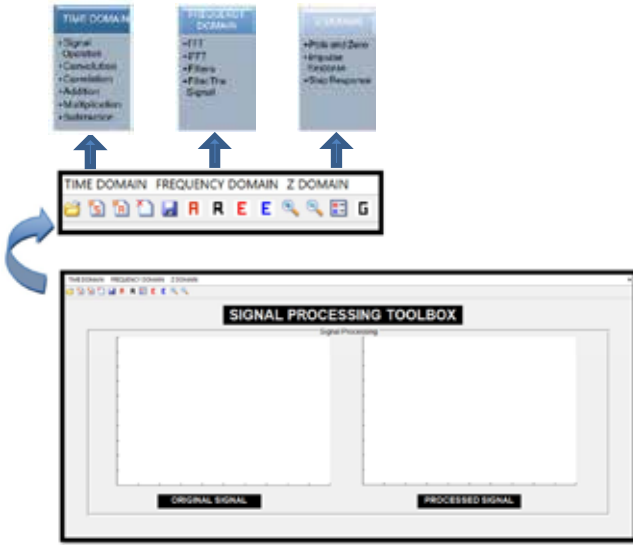 TIME DOMAIN
•Signal
Operation
•Convolution
•Correlation
•Addition
•Multiplication
•Subtraction
FREQUENCY
DOMAIN
•FFT
•IFFT
•Filters
•Filter The
Signal
Z DOMAIN
•Pole and Zero
•Impulse
Response
•Step Response
TIME DOMAIN FREQUENCY DOMAIN Z DOMAIN
S A A R E E G
TIME DOMAIN FREQUENCY DOMAIN Z DOMAIN
SIGNAL PROCESSING TOOLBOX
Signal Processing
ORIGINAL SIGNAL
PROCESSED SIGNAL